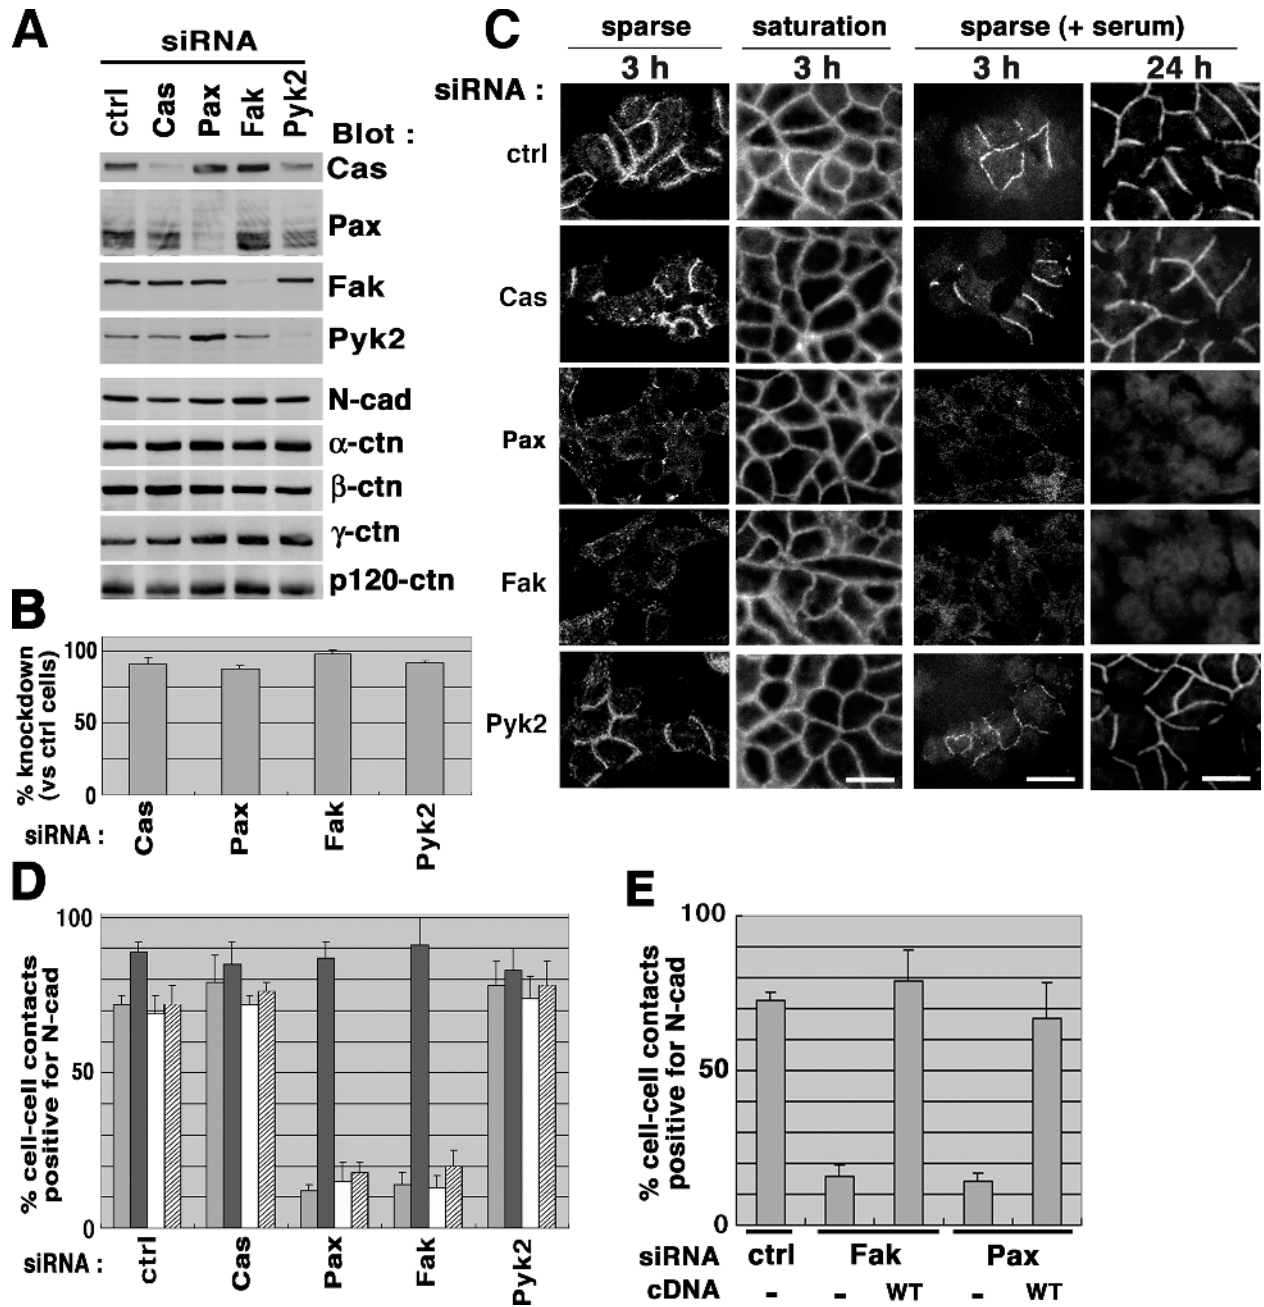 A
siRNA
ctrl Cas Pax Fak Pyk2
Blot :
Cas
Pax
Fak
Pyk2
N-cad
α-ctn
β-ctn
γ-ctn
p120-ctn
B
% knockdown
(vs ctrl cells)
100
50
0
siRNA :
Cas Pax Fak Pyk2
C
sparse saturation sparse (+ serum)
3 h 3 h 3 h 24 h
siRNA :
ctrl
Cas
Pax
Fak
Pyk2
D
% cell-cell contacts
positive for N-cad
100
50
0
siRNA :
ctrl Cas Pax Fak Pyk2
E
% cell-cell contacts
positive for N-cad
100
50
0
siRNA ctrl Fak Pax
cDNA - - WT - WT